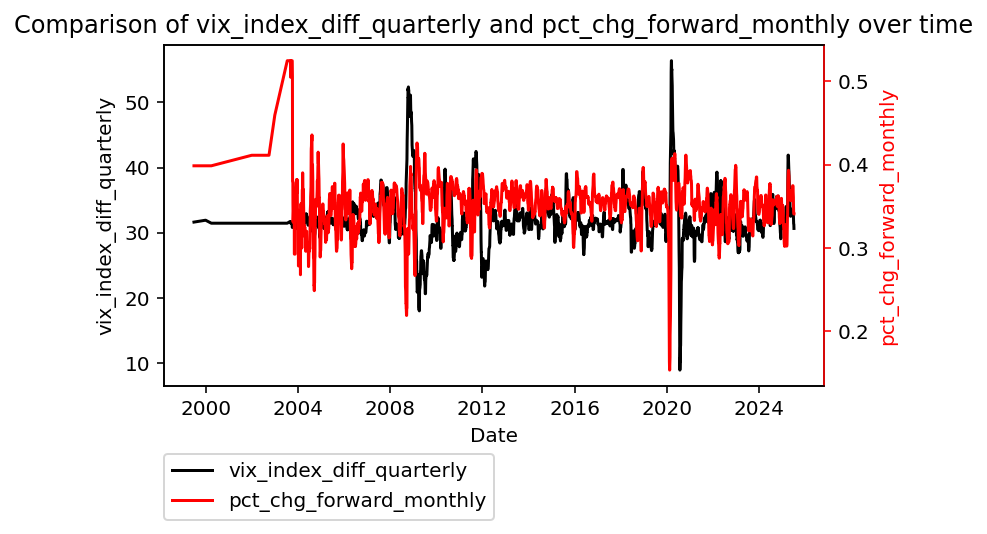 Comparison of vix_index_diff_quarterly and pct_chg_forward_monthly over time
vix_index_diff_quarterly
50
40
30
20
10
0.5
0.4
0.3
0.2
pct_chg_forward_monthly
2000 2004 2008 2012 2016 2020 2024
Date
vix_index_diff_quarterly
pct_chg_forward_monthly